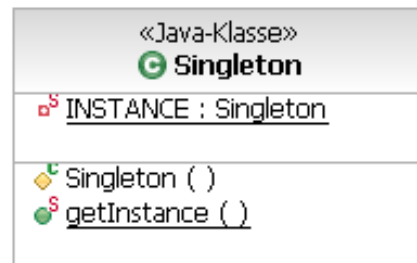 «Java-Klasse»
C Singleton
S INSTANCE : Singleton
C Singleton ( )
S getInstance ( )